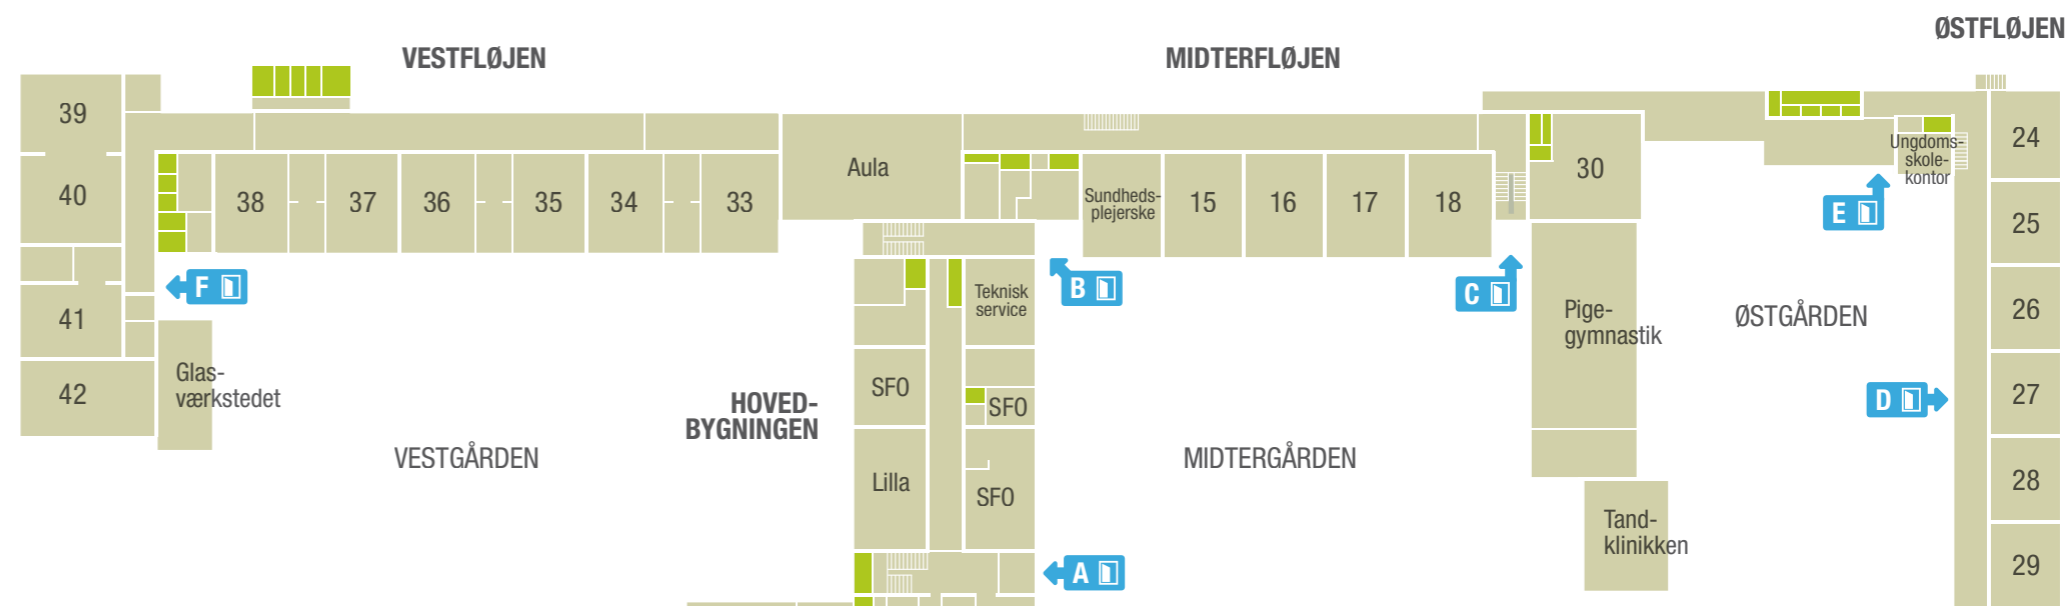 ØSTFLØJEN
VESTFLØJEN
MIDTERFLØJEN
39
40
41
42
38
37
36
35
34
33
Aula
Sundheds-
plejerske
15
16
17
18
30
Ungdoms-
skole-
kontor
24
25
26
27
28
29
F
B
C
E
D
A
Teknisk
service
Pige-
gymnastik
ØSTGÅRDEN
Glas-
værkstedet
HOVED-
BYGNINGEN
SFO
SFO
VESTGÅRDEN
MIDTERGÅRDEN
Lilla
SFO
Tand-
klinikken